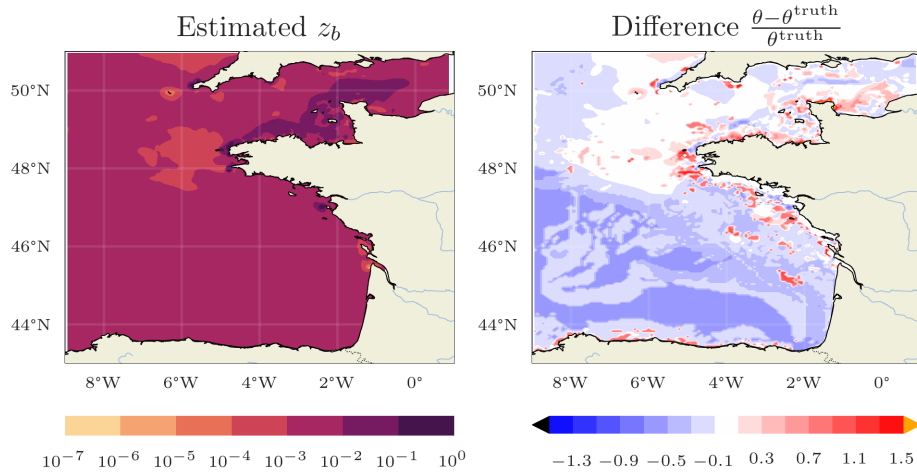 Estimated z_b
Difference \frac{θ−θ^{truth}}{θ^{truth}}
50°N
48°N
46°N
44°N
8°W 6°W 4°W 2°W 0°
50°N
48°N
46°N
44°N
8°W 6°W 4°W 2°W 0°
10^{−7} 10^{−6} 10^{−5} 10^{−4} 10^{−3} 10^{−2} 10^{−1} 10^{0}
−1.3 −0.9 −0.5 −0.1 0.3 0.7 1.1 1.5